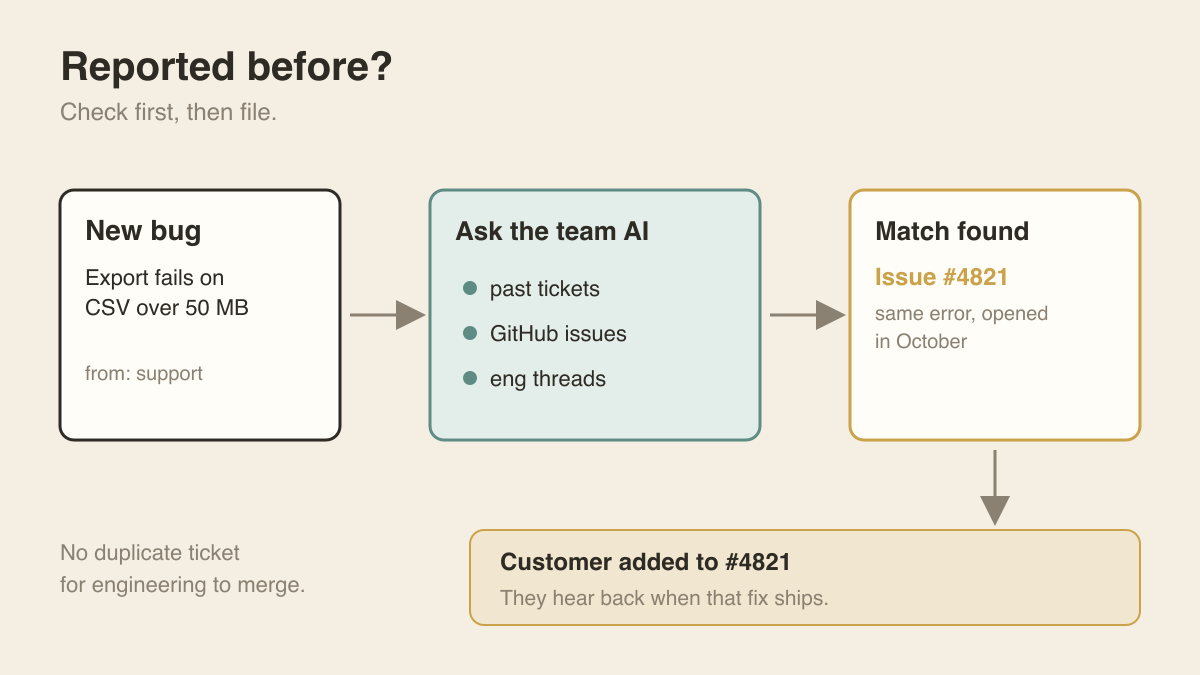 Reported before?
Check first, then file.
New bug
Export fails on
CSV over 50 MB
from: support
Ask the team AI
past tickets
GitHub issues
eng threads
Match found
Issue #4821
same error, opened
in October
No duplicate ticket
for engineering to merge.
Customer added to #4821
They hear back when that fix ships.